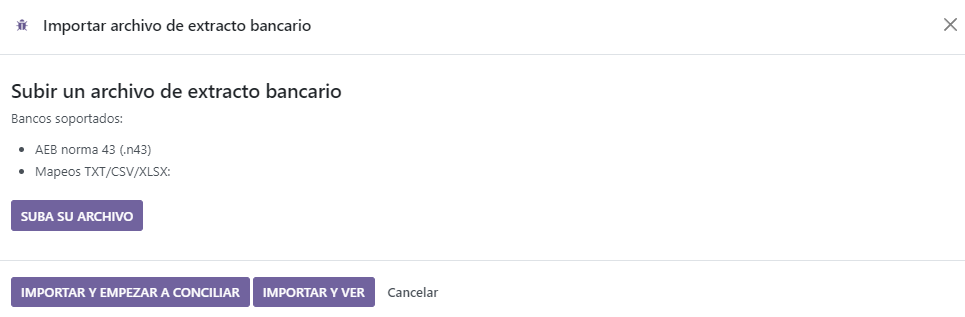 Importar archivo de extracto bancario
Subir un archivo de extracto bancario
Bancos soportados:
AEB norma 43 (.n43)
Mapeos TXT/CSV/XLSX:
SUBA SU ARCHIVO
IMPORTAR Y EMPEZAR A CONCILIAR IMPORTAR Y VER Cancelar